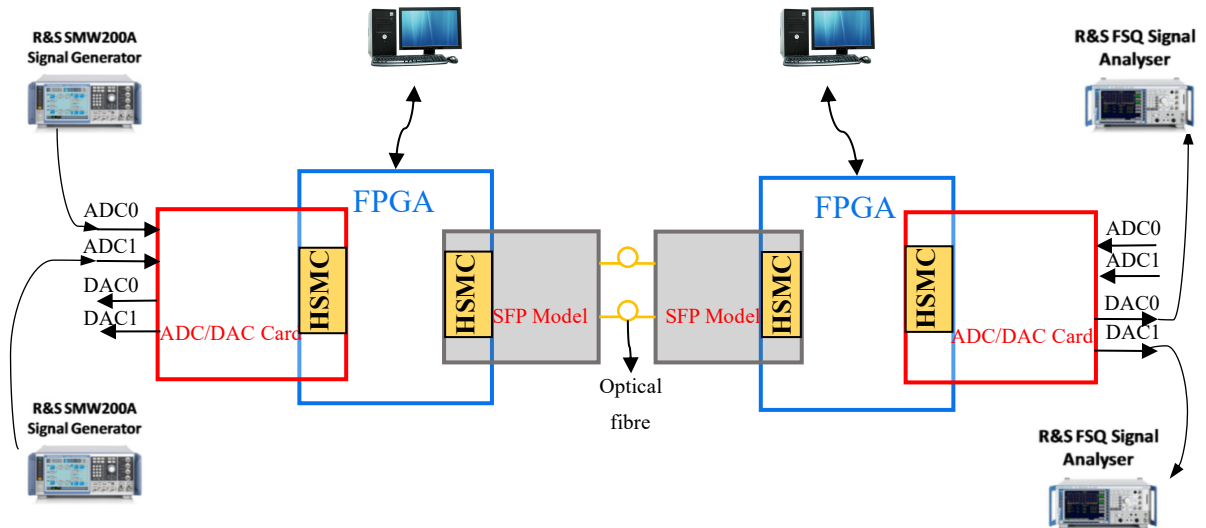 R&S SMW200A
Signal Generator
R&S FSQ Signal
Analyser
FPGA
FPGA
ADC0
ADC1
DAC0
DAC1
ADC/DAC Card
HSMC
HSMC
SFP Model
SFP Model
HSMC
HSMC
ADC/DAC Card
ADC0
ADC1
DAC0
DAC1
Optical
fibre
R&S SMW200A
Signal Generator
R&S FSQ Signal
Analyser